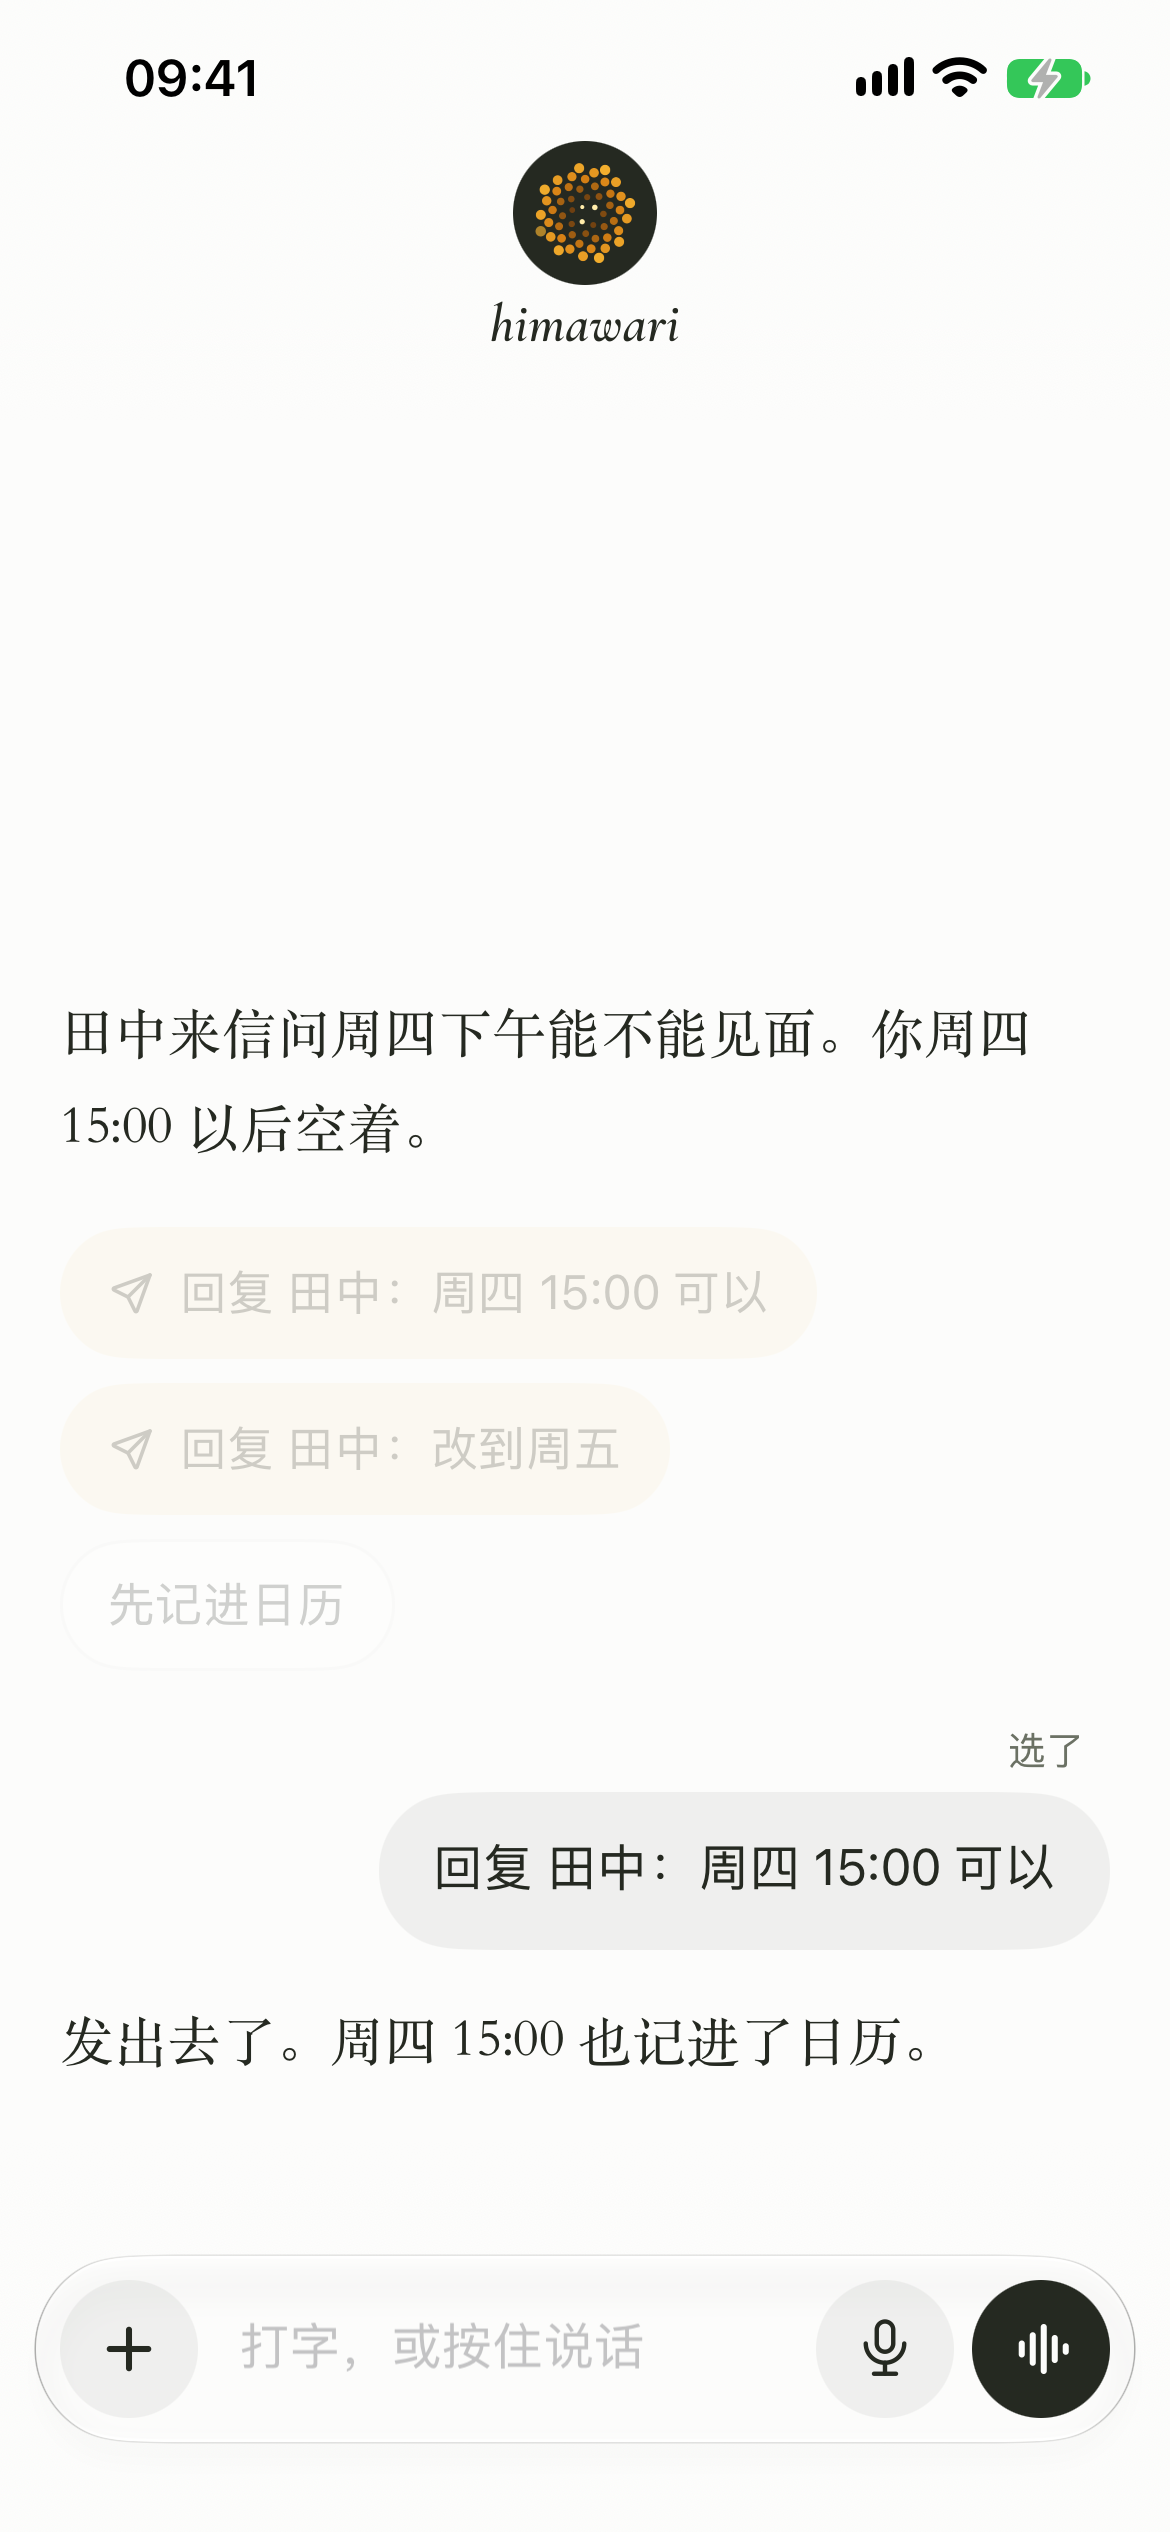 09:41
himawari
田中来信问周四下午能不能见面。你周四
15:00 以后空着。
回复 田中：周四 15:00 可以
回复 田中：改到周五
先记进日历
选了
回复 田中：周四 15:00 可以
发出去了。周四 15:00 也记进了日历。
打字，或按住说话